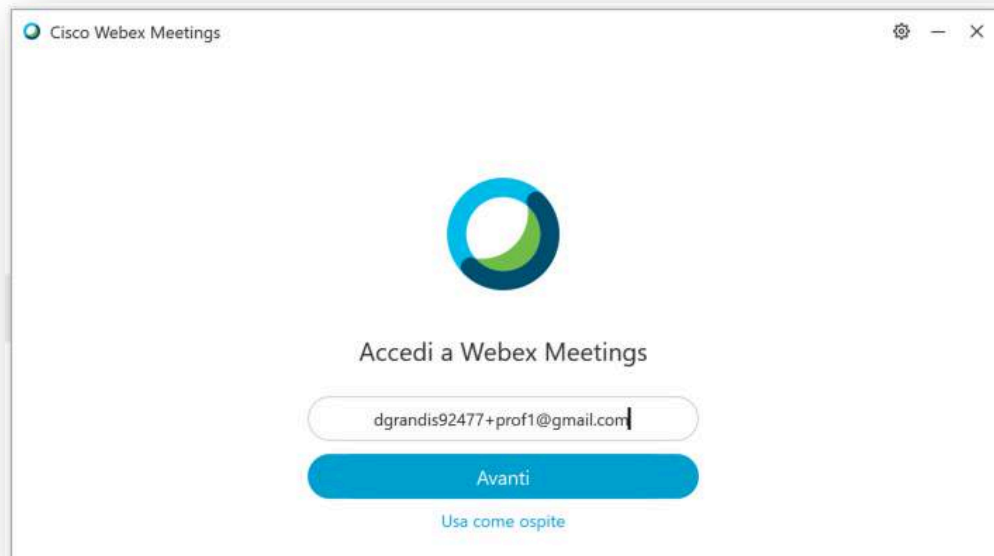 Cisco Webex Meetings
Accedi a Webex Meetings
dgrandis92477+prof1@gmail.com
Avanti
Usa come ospite